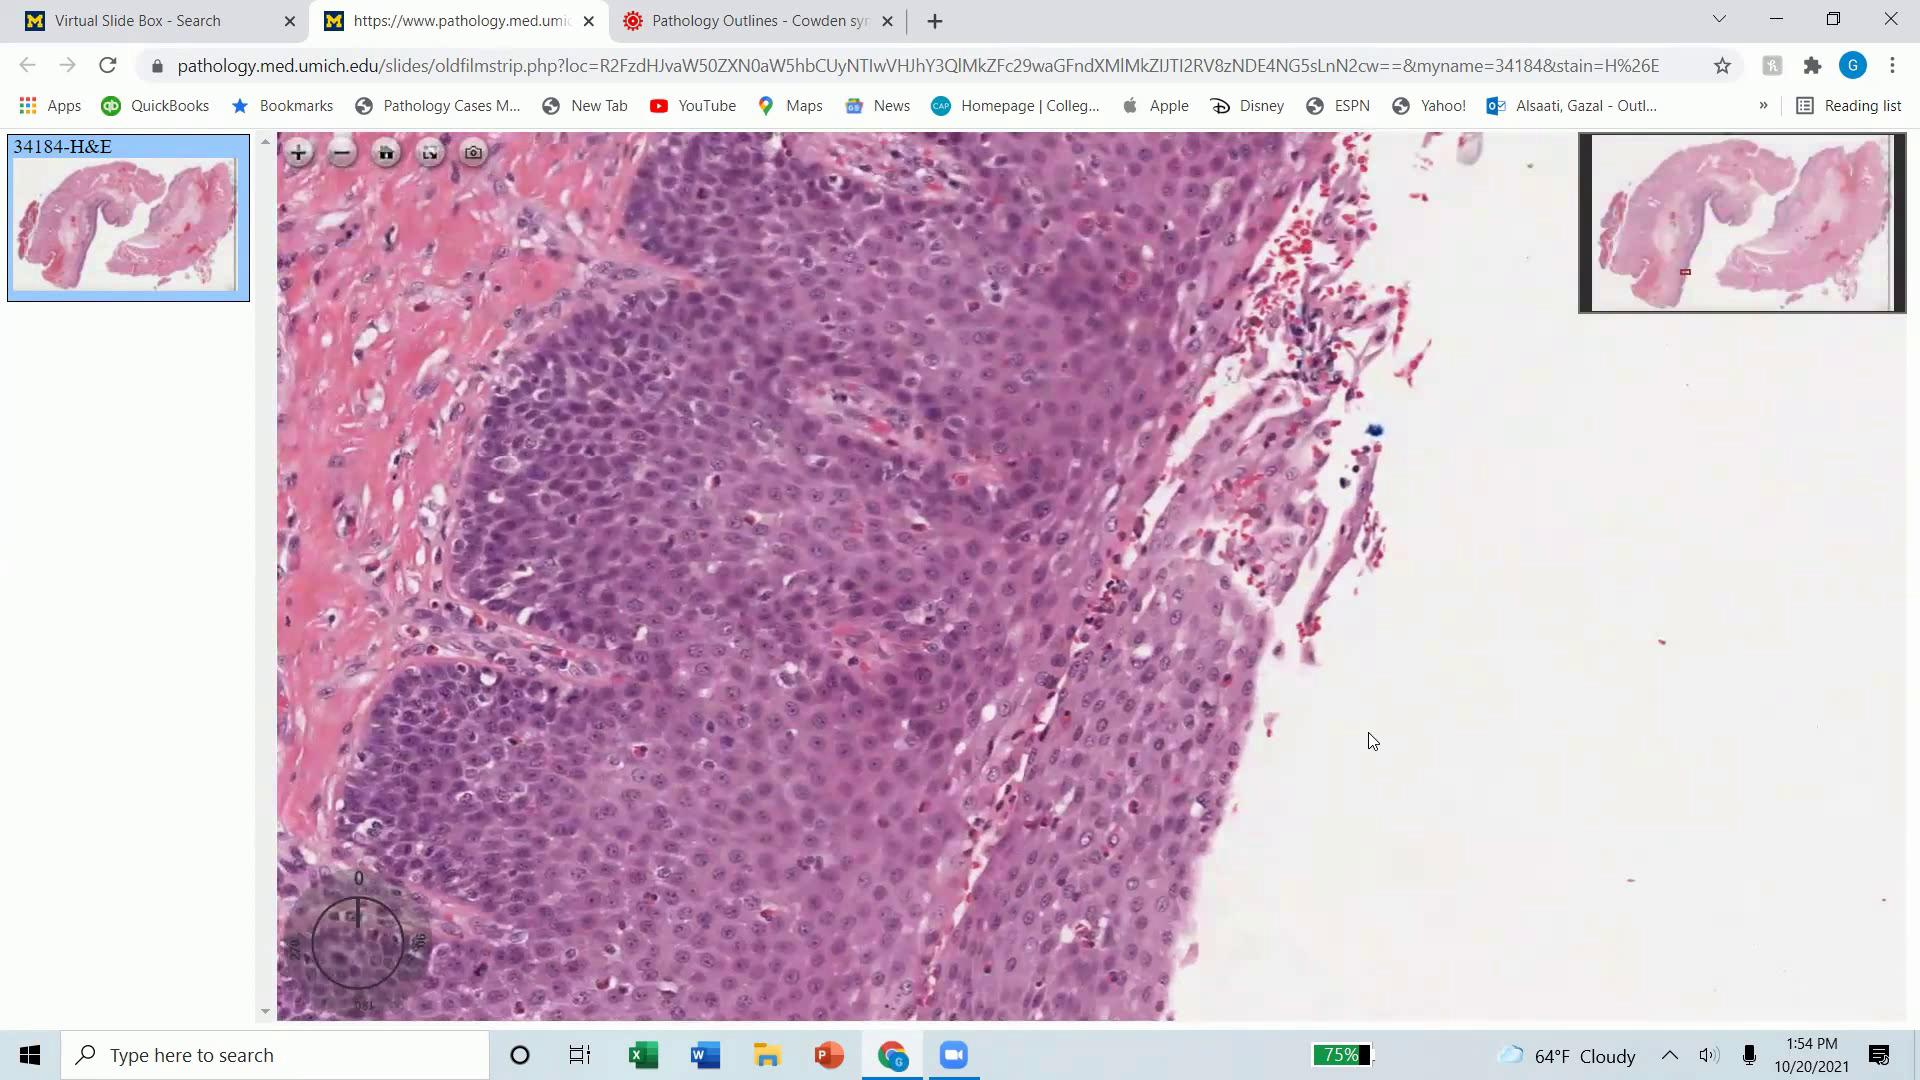 Virtual Slide Box - Search
https://www.pathology.med.umic
Pathology Outlines - Cowden syn
pathology.med.umich.edu/slides/oldfilmstrip.php?loc=R2FzdHJvaW50ZXN0aW5hbCUyNTIwVHJhY3QlMkZFc29waGFndXMlMkZIJTI2RV8zNDE4NG5sLnN2cw==&myname=34184&stain=H%26E
G
Apps
QuickBooks
Bookmarks
Pathology Cases M...
New Tab
YouTube
Maps
News
CAP
Homepage | Colleg...
Apple
Disney
ESPN
Yahoo!
Alsaati, Gazal - Outl...
»
Reading list
34184-H&E
0
90
180
270
Type here to search
75%
64°F Cloudy
1:54 PM
10/20/2021